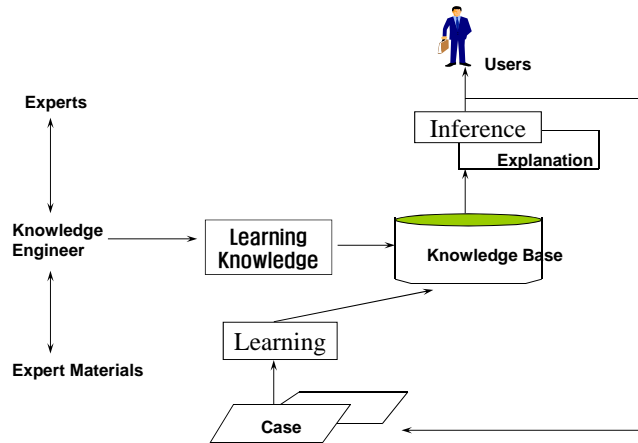 Users
Experts
Inference
Explanation
Knowledge
Engineer
Learning
Knowledge
Knowledge Base
Learning
Expert Materials
Case